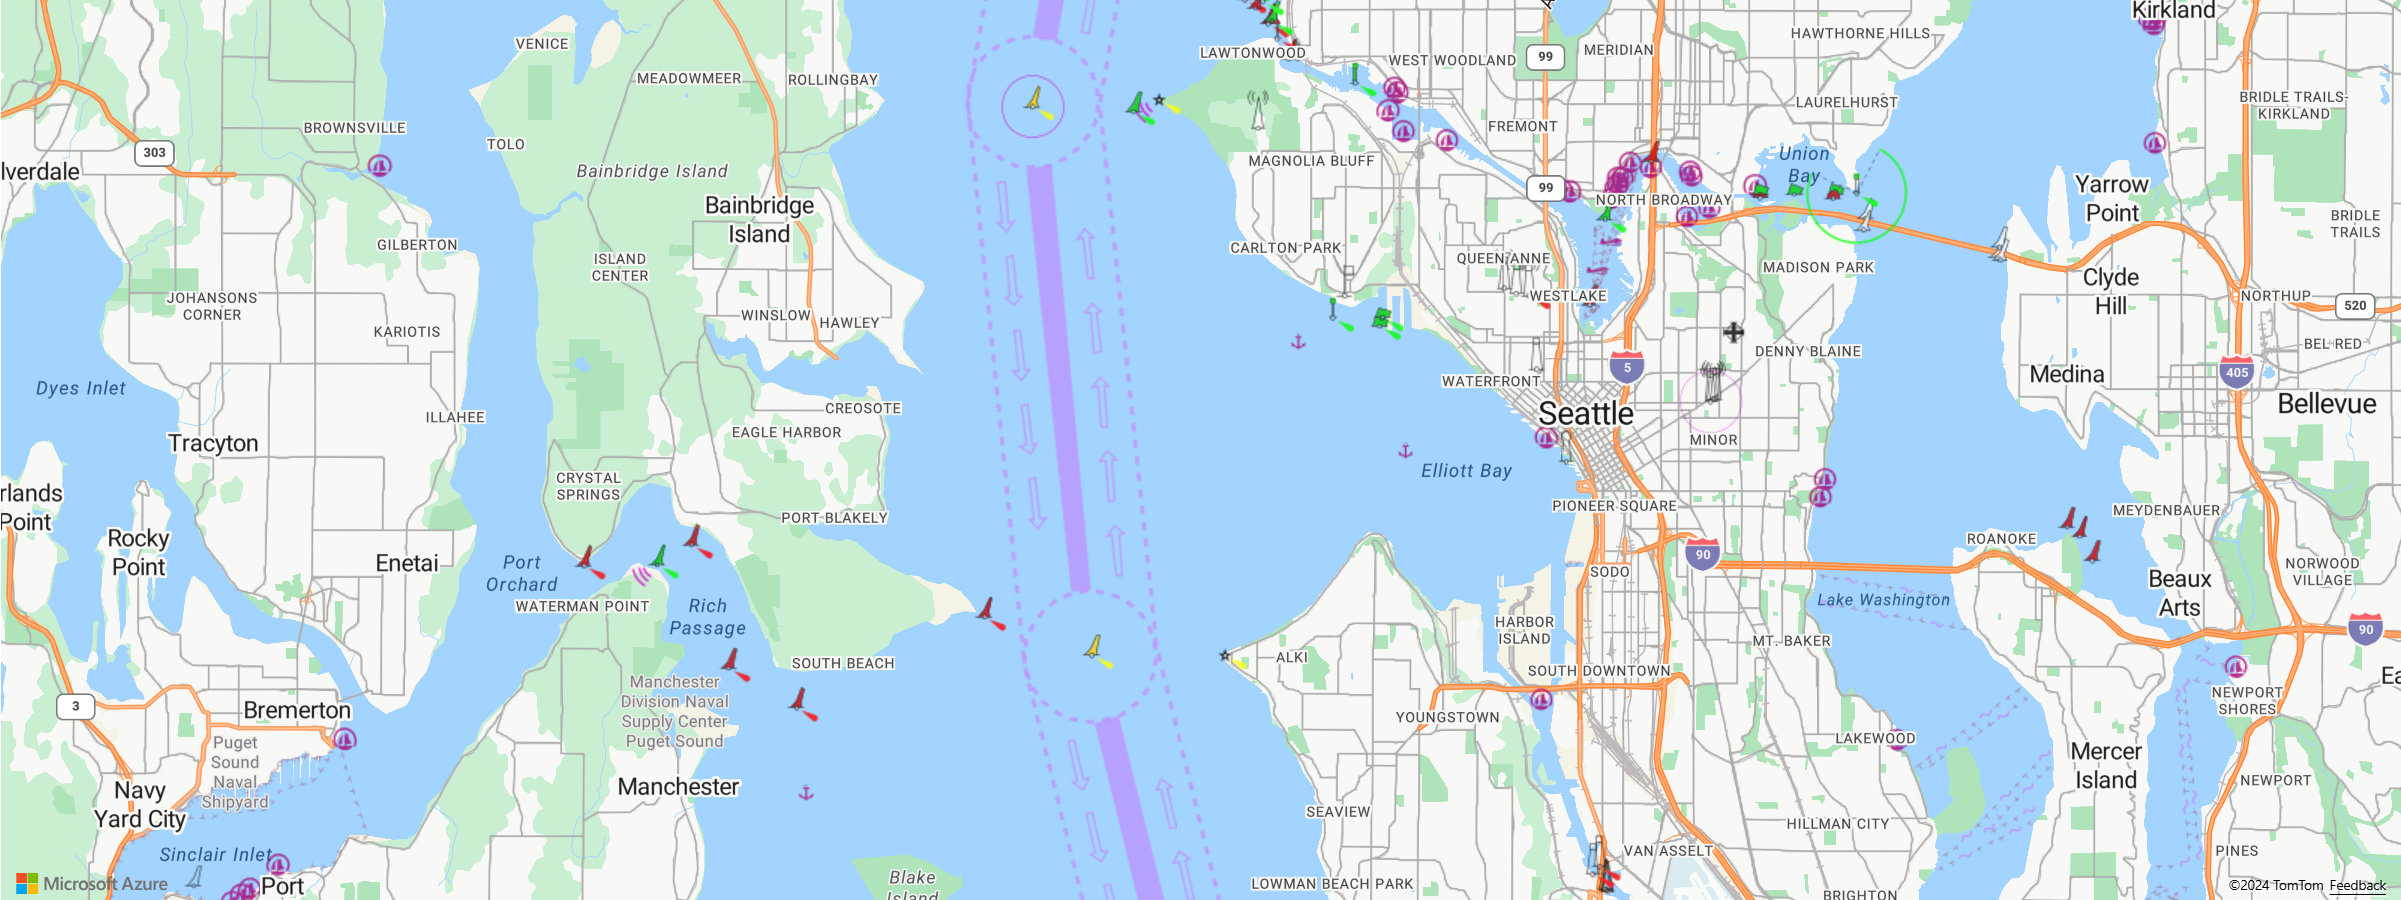 Kirkland
VENICE
LAWTONWOOD
WEST WOODLAND
99
MERIDIAN
HAWTHORNE HILLS
MEADOWMEER
ROLLINGBAY
LAURELHURST
BRIDLE TRAILS-
KIRKLAND
BROWNSVILLE
FREMONT
TOLO
303
lverdale
Bainbridge Island
MAGNOLIA BLUFF
Union
Bay
99
Yarrow
Point
NORTH BROADWAY
Bainbridge
Island
BRIDLE
TRAILS
GILBERTON
CARLTON PARK
QUEEN ANNE
ISLAND
CENTER
MADISON PARK
Clyde
Hill
JOHANSONS
CORNER
WESTLAKE
NORTHUP
520
WINSLOW
HAWLEY
KARIOTIS
BEL RED
DENNY BLAINE
5
405
Medina
WATERFRONT
Dyes Inlet
Bellevue
CREOSOTE
Seattle
ILLAHEE
EAGLE HARBOR
Tracyton
MINOR
Elliott Bay
CRYSTAL
SPRINGS
rlands
Point
PIONEER SQUARE
MEYDENBAUER
PORT BLAKELY
Rocky
Point
ROANOKE
90
Enetai
Port
Orchard
SODO
NORWOOD
VILLAGE
Beaux
Arts
WATERMAN POINT
Rich
Passage
Lake Washington
HARBOR
ISLAND
90
MT. BAKER
ALKI
SOUTH BEACH
SOUTH DOWNTOWN
Ea
Manchester
Division Naval
Supply Center
Puget Sound
NEWPORT
SHORES
3
Bremerton
YOUNGSTOWN
LAKEWOOD
Puget
Sound
Naval
Shipyard
Mercer
Island
NEWPORT
Manchester
Navy
Yard City
SEAVIEW
HILLMAN CITY
Sinclair Inlet
VAN ASSELT
PINES
Microsoft Azure
Port
Blake
Island
LOWMAN BEACH PARK
BRIGHTON
©2024 TomTom Feedback